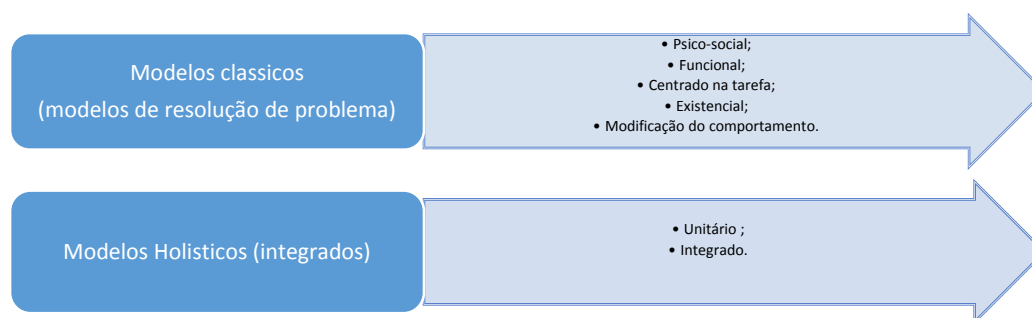 Modelos classicos
(modelos de resolução de problema)
• Psico-social;
• Funcional;
• Centrado na tarefa;
• Existencial;
• Modificação do comportamento.
Modelos Holisticos (integrados)
• Unitário ;
• Integrado.